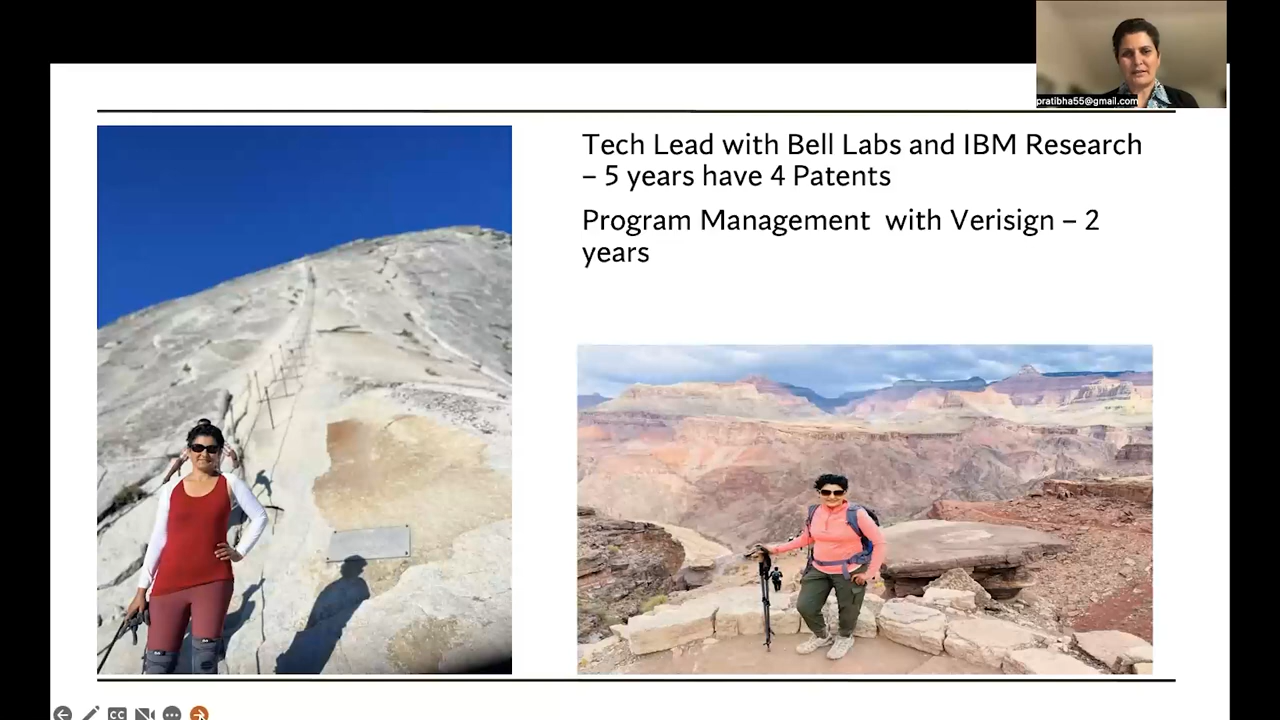 pratibha55@gmail.com
Tech Lead with Bell Labs and IBM Research
– 5 years have 4 Patents
Program Management with Verisign – 2
years
CC